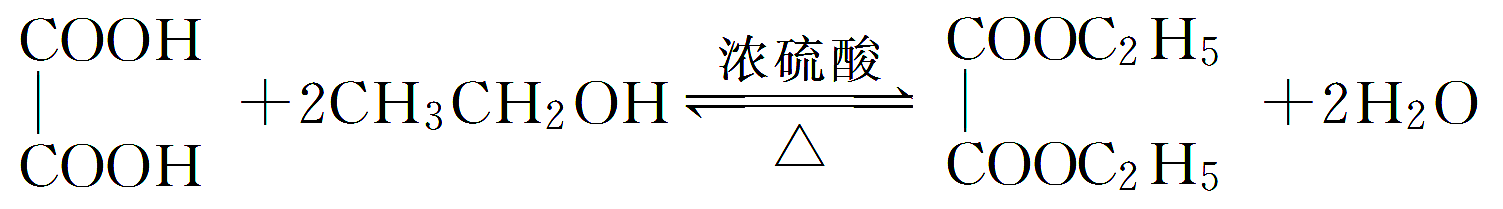 COOH
|
COOH
+2CH₃CH₂OH
浓硫酸
⇌
△
COOC₂H₅
|
COOC₂H₅
+2H₂O